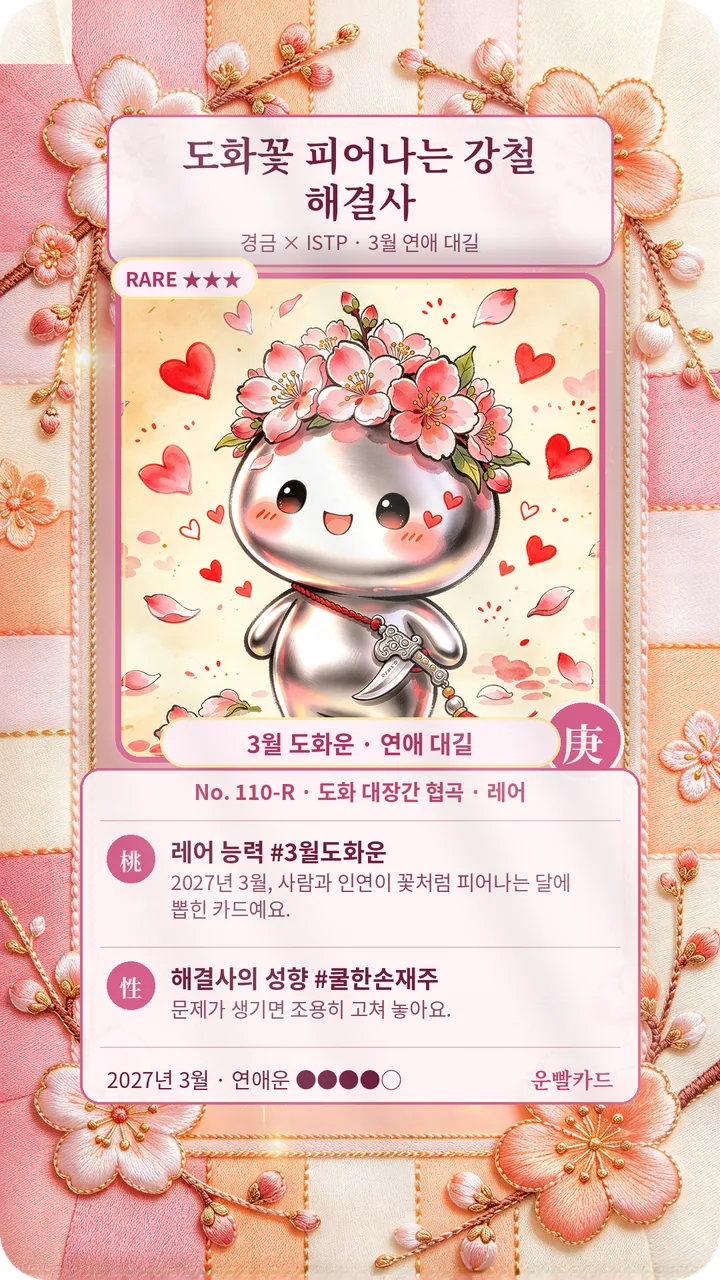 도화꽃 피어나는 강철
해결사
경금 × ISTP · 3월 연애 대길
RARE ★★★
3월 도화운 · 연애 대길
庚
No. 110-R · 도화 대장간 협곡 · 레어
桃
레어 능력 #3월도화운
2027년 3월, 사람과 인연이 꽃처럼 피어나는 달에
뽑힌 카드예요.
性
해결사의 성향 #쿨한손재주
문제가 생기면 조용히 고쳐 놓아요.
2027년 3월 · 연애운 ●●●●○
운빨카드